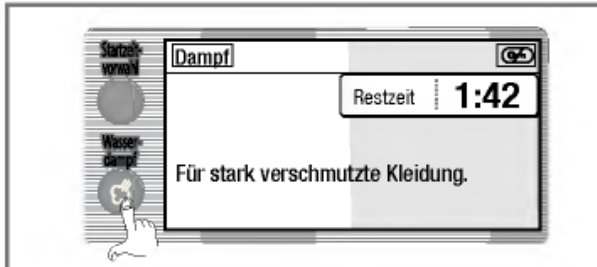 Startzeit-
vorwahl
Dampf
Restzeit 1:42
Wasser-
dampf
Für stark verschmutzte Kleidung.